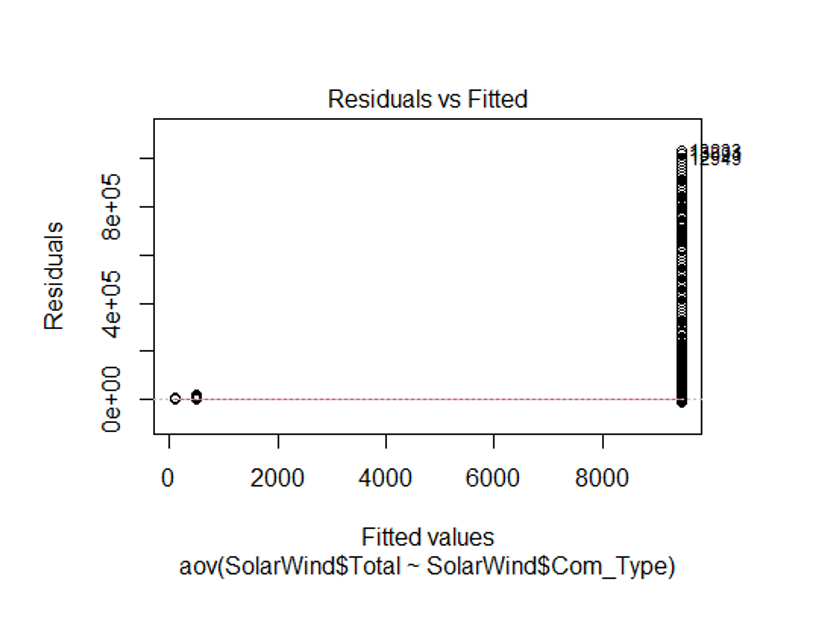 Residuals vs Fitted
Residuals
0e+00 4e+05 8e+05
12949
0 2000 4000 6000 8000
Fitted values
aov(SolarWind$Total ~ SolarWind$Com_Type)